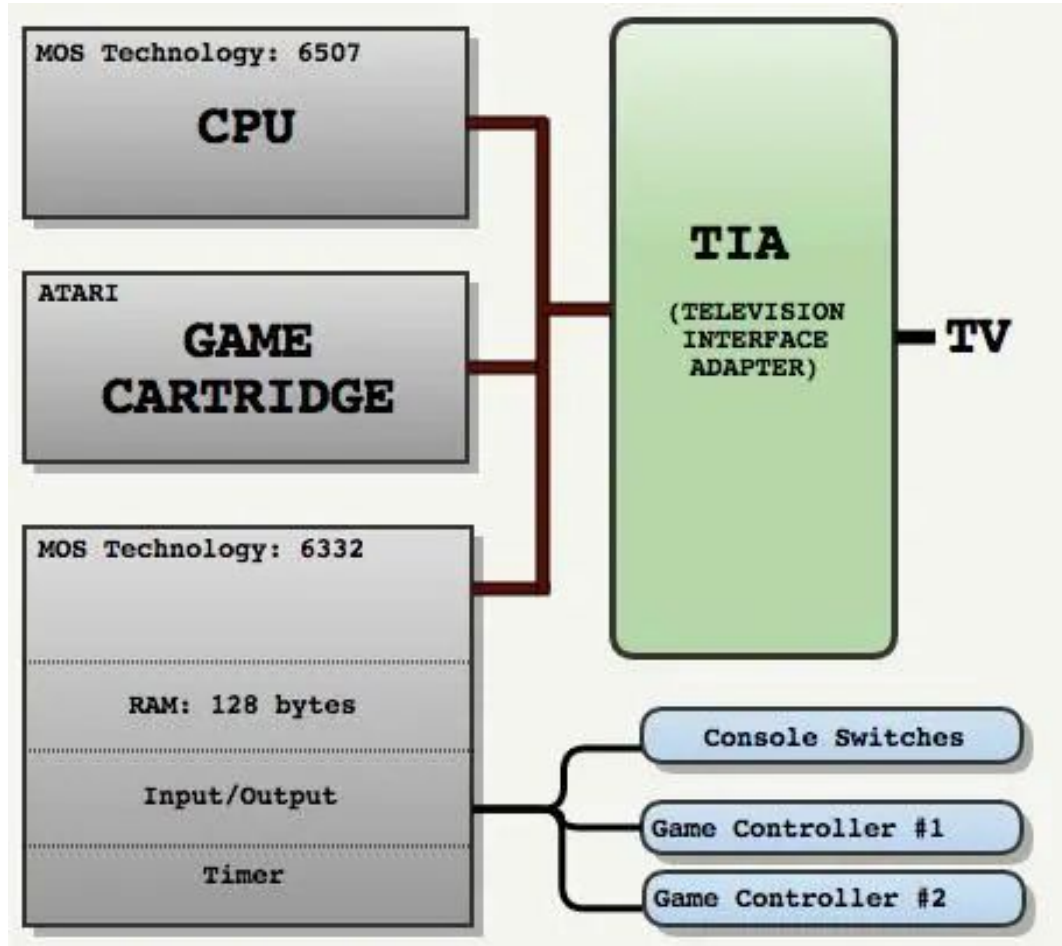 MOS Technology: 6507
CPU
ATARI
GAME
CARTRIDGE
MOS Technology: 6332
RAM: 128 bytes
Input/Output
Timer
TIA
(TELEVISION
INTERFACE
ADAPTER)
TV
Console Switches
Game Controller #1
Game Controller #2